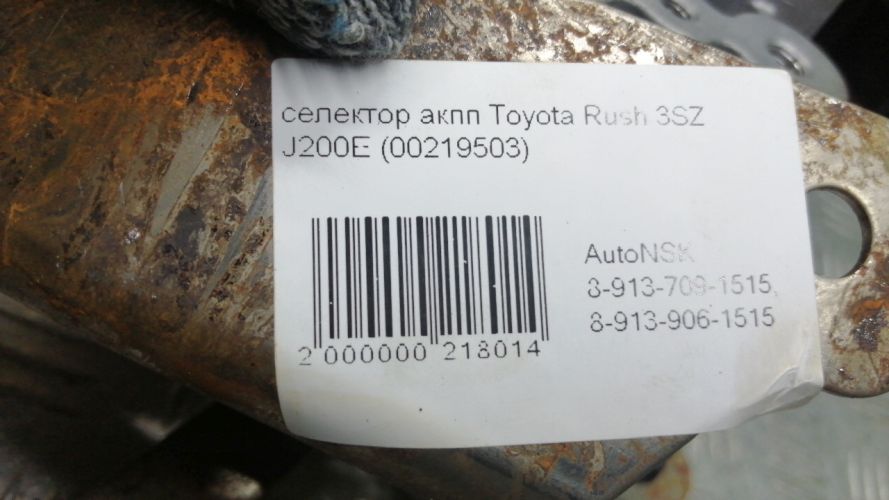 селектор акпп Toyota Rush 3SZ
J200E (00219503)
AutoNSK
8-913-709-1515,
8-913-906-1515
2 000000 218014